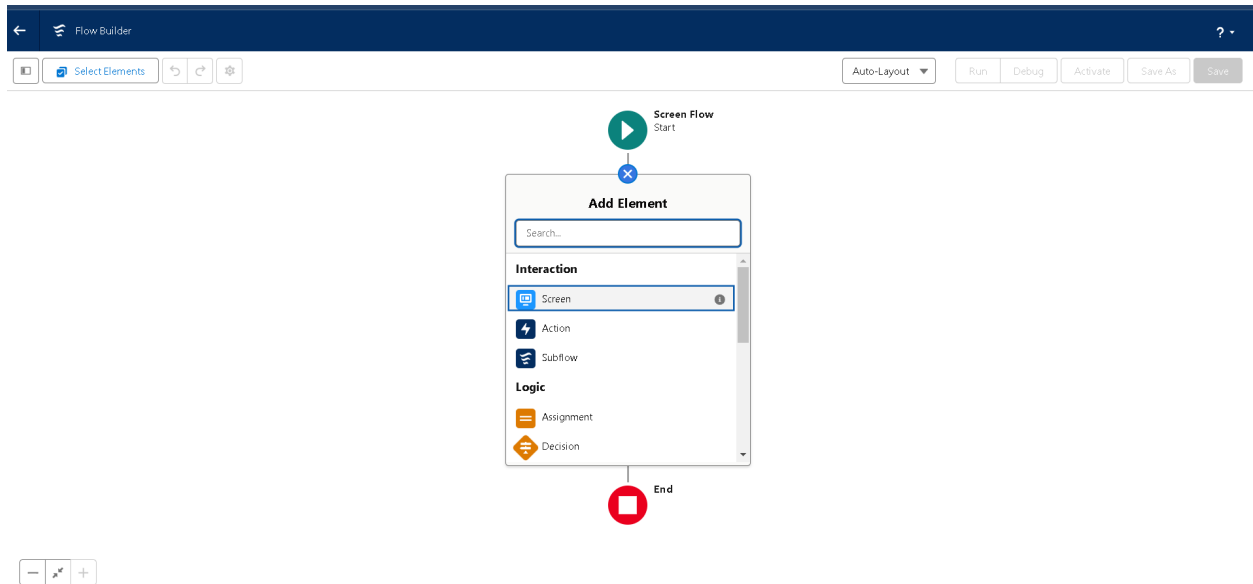 Flow Builder
?
Select Elements
Auto-Layout
Run
Debug
Activate
Save As
Save
Screen Flow
Start
Add Element
Search...
Interaction
Screen
Action
Subflow
Logic
Assignment
Decision
End